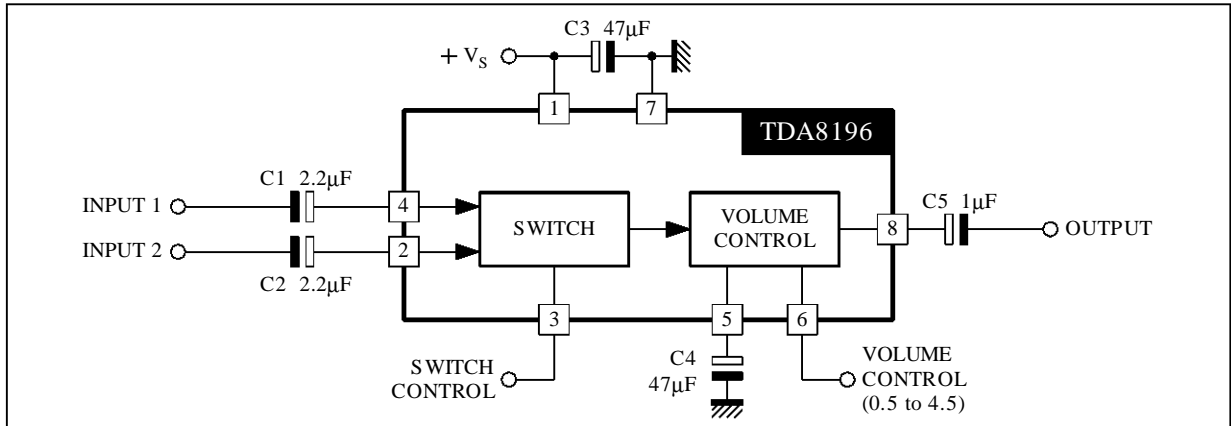 C3 47µF
+ VS
1
7
TDA8196
C1 2.2µF
INPUT 1
4
SWITCH
VOLUME
CONTROL
8
C5 1µF
OUTPUT
INPUT 2
2
C2 2.2µF
3
5
6
SWITCH
CONTROL
C4
47µF
VOLUME
CONTROL
(0.5 to 4.5)